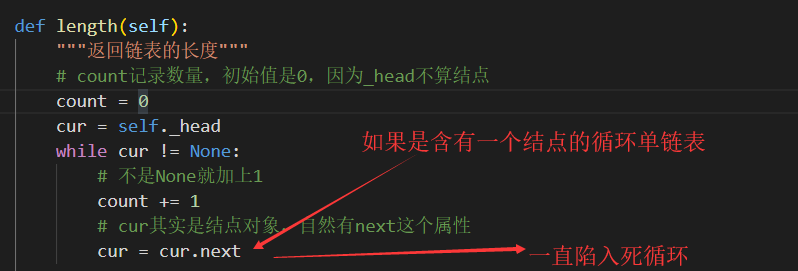 def length(self):
"""返回链表的长度"""
# count记录数量，初始值是0，因为_head不算结点
count = 0
cur = self._head
如果是含有一个结点的循环单链表
while cur != None:
# 不是None就加上1
count += 1
# cur其实是结点对象，自然有next这个属性
cur = cur.next
一直陷入死循环